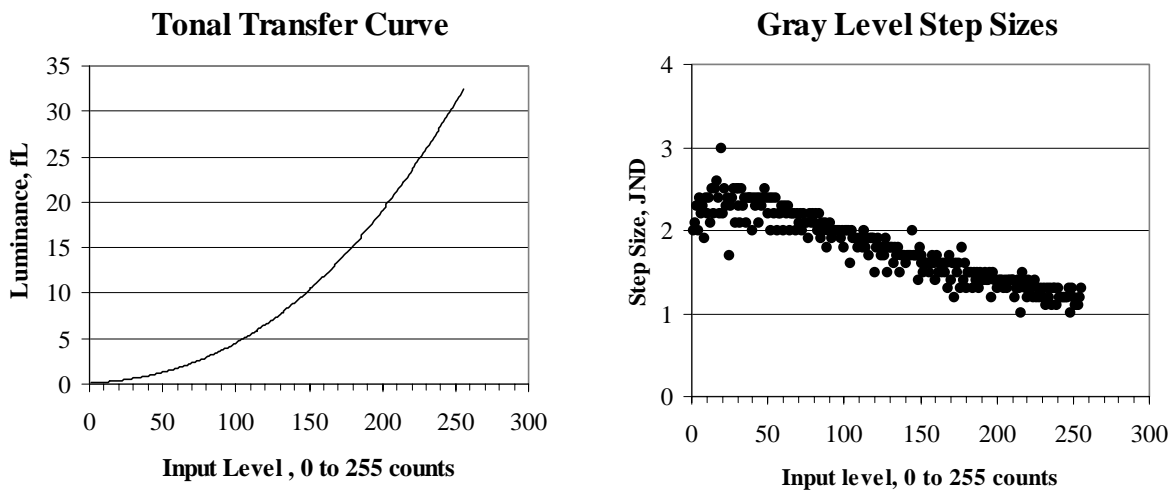 Tonal Transfer Curve
Luminance, fL
35
30
25
20
15
10
5
0
0 50 100 150 200 250 300
Input Level , 0 to 255 counts
Gray Level Step Sizes
Step Size, JND
4
3
2
1
0
0 50 100 150 200 250 300
Input level, 0 to 255 counts